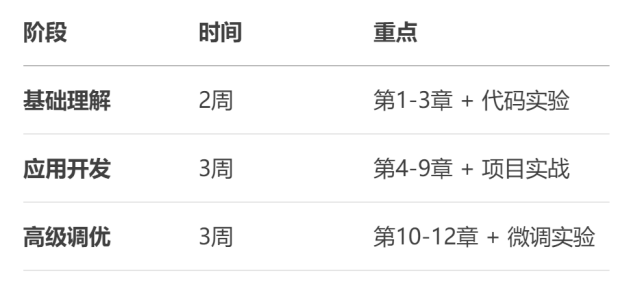 阶段 时间 重点
基础理解 2周 第1-3章 + 代码实验
应用开发 3周 第4-9章 + 项目实战
高级调优 3周 第10-12章 + 微调实验